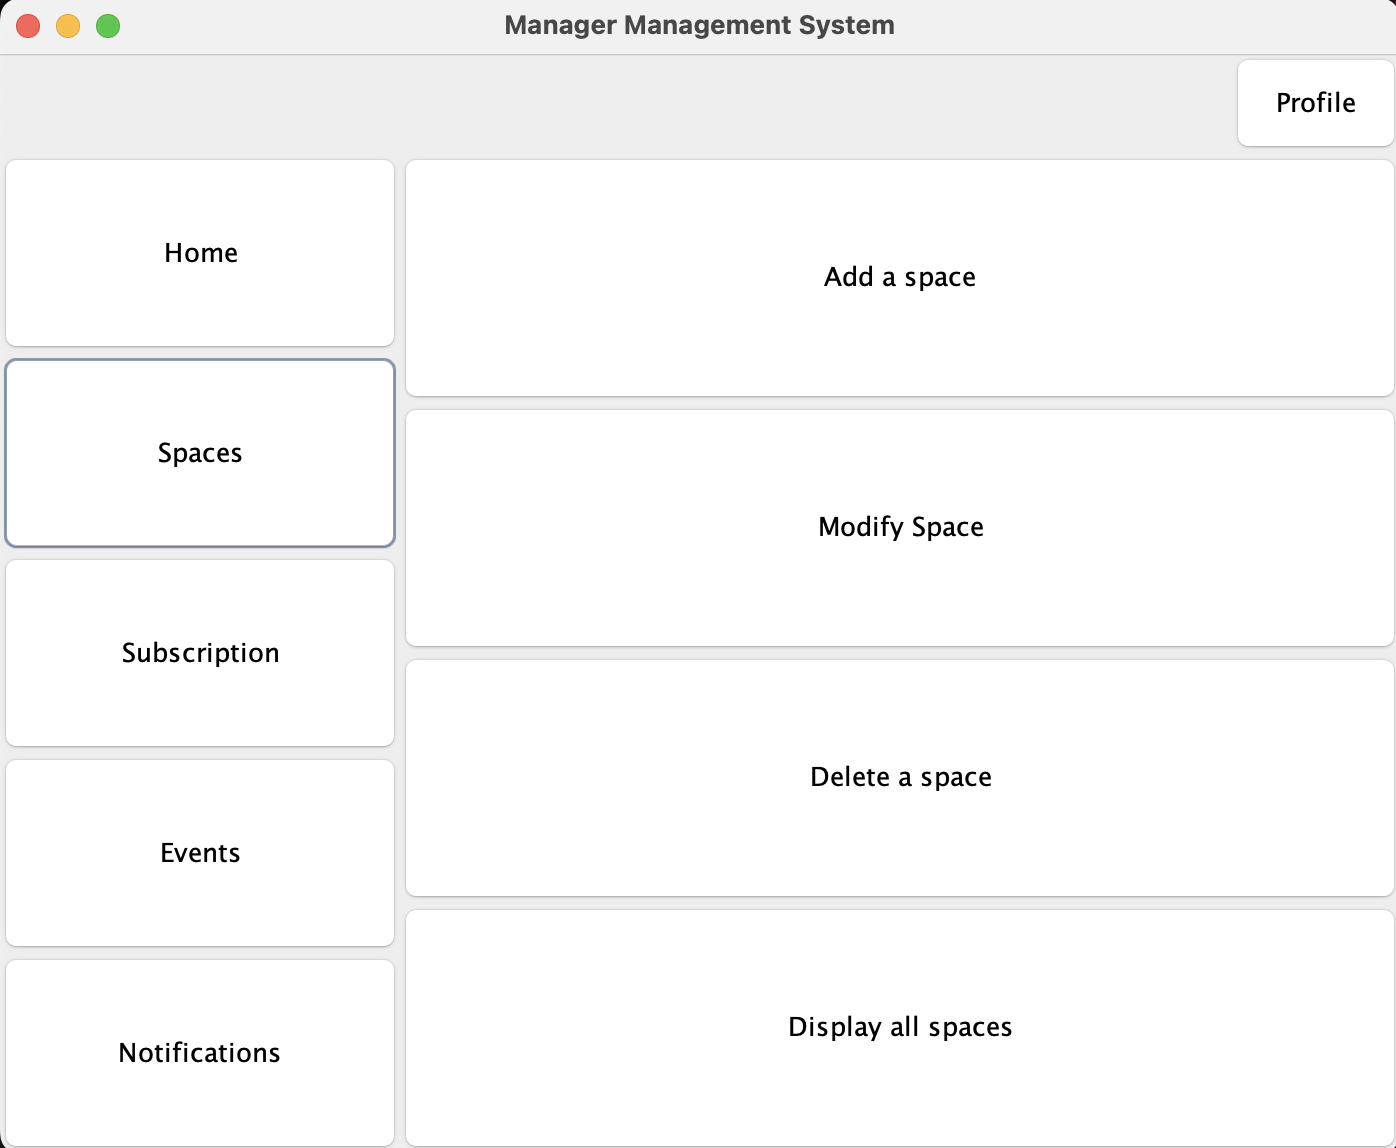 Manager Management System
Profile
Home
Spaces
Subscription
Events
Notifications
Add a space
Modify Space
Delete a space
Display all spaces